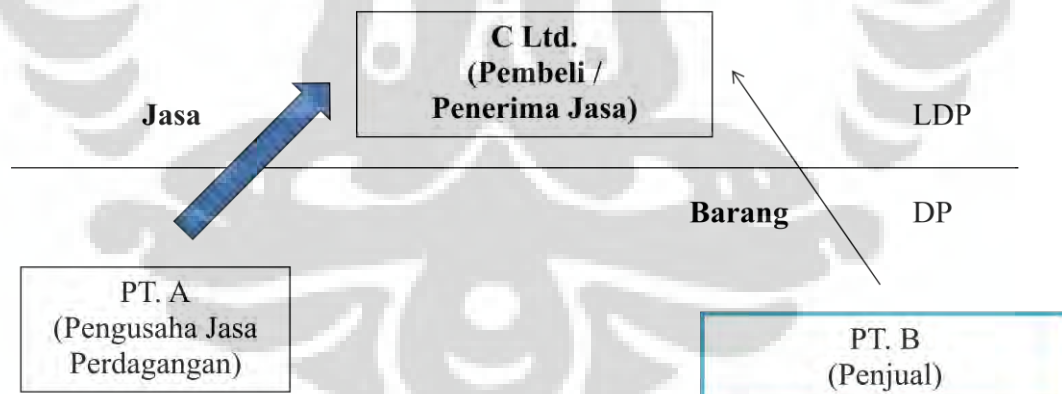 C Ltd.
(Pembeli /
Penerima Jasa)
Jasa
LDP
Barang
DP
PT. A
(Pengusaha Jasa
Perdagangan)
PT. B
(Penjual)